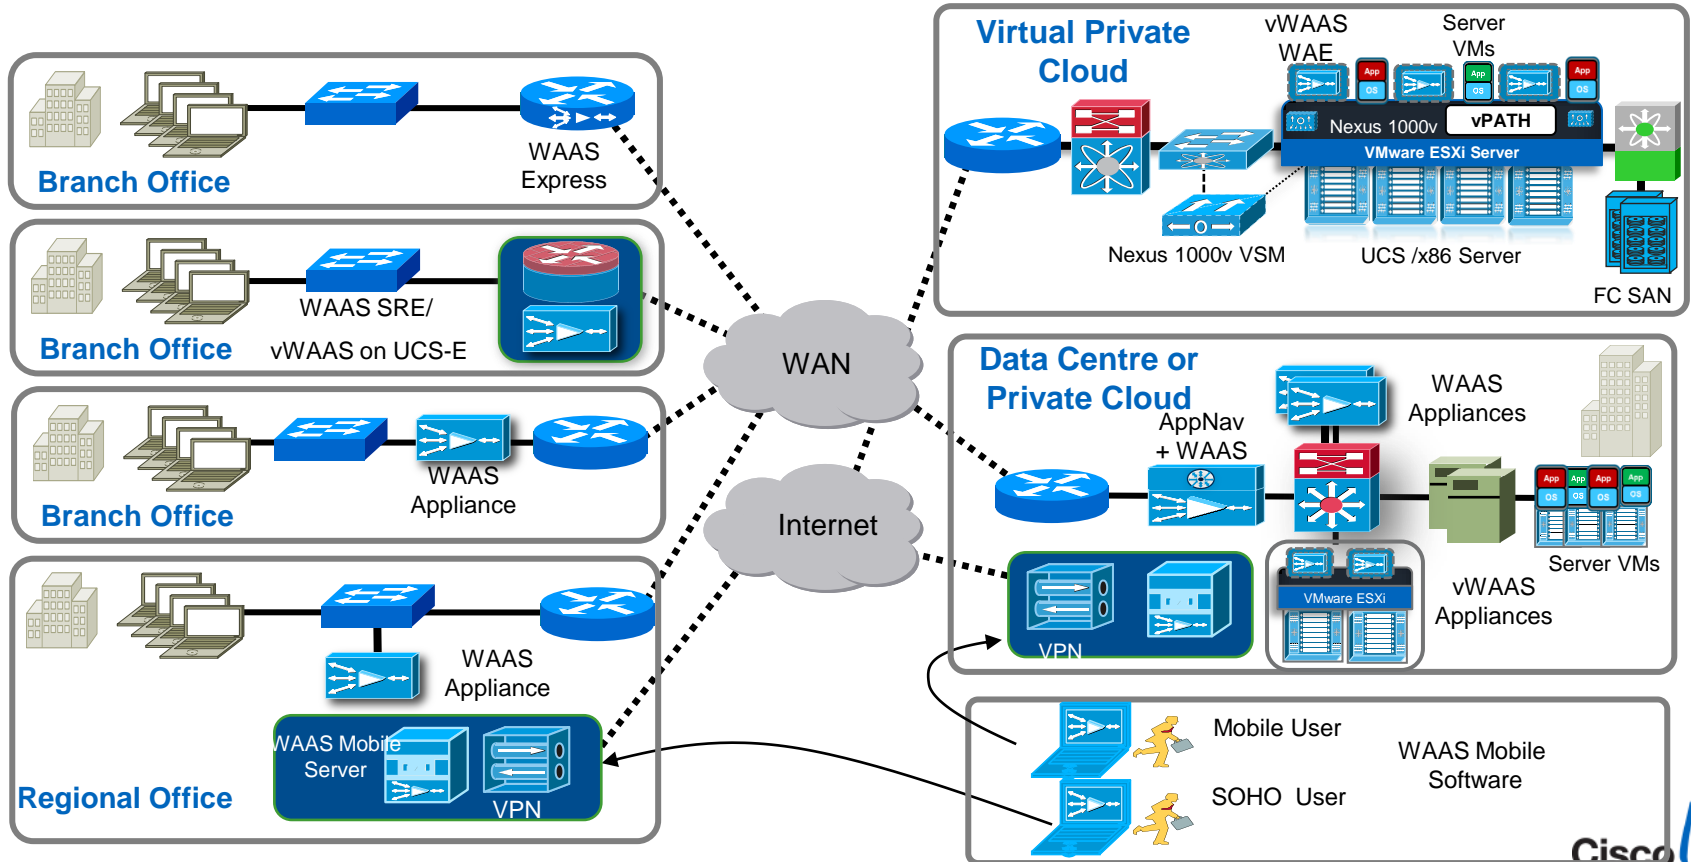 Branch Office
WAAS
Express
Branch Office
WAAS SRE/
vWAAS on UCS-E
Branch Office
WAAS
Appliance
Regional Office
WAAS
Appliance
WAAS Mobile
Server
VPN
WAN
Internet
Virtual Private
Cloud
vWAAS
WAE
Server
VMs
App
OS
App
OS
App
OS
Nexus 1000v
vPATH
VMware ESXi Server
Nexus 1000v VSM
UCS /x86 Server
FC SAN
Data Centre or
Private Cloud
AppNav
+ WAAS
WAAS
Appliances
App
App
App
App
OS
OS
OS
OS
Server VMs
VMware ESXi
vWAAS
Appliances
VPN
Mobile User
SOHO User
WAAS Mobile
Software
Cisco